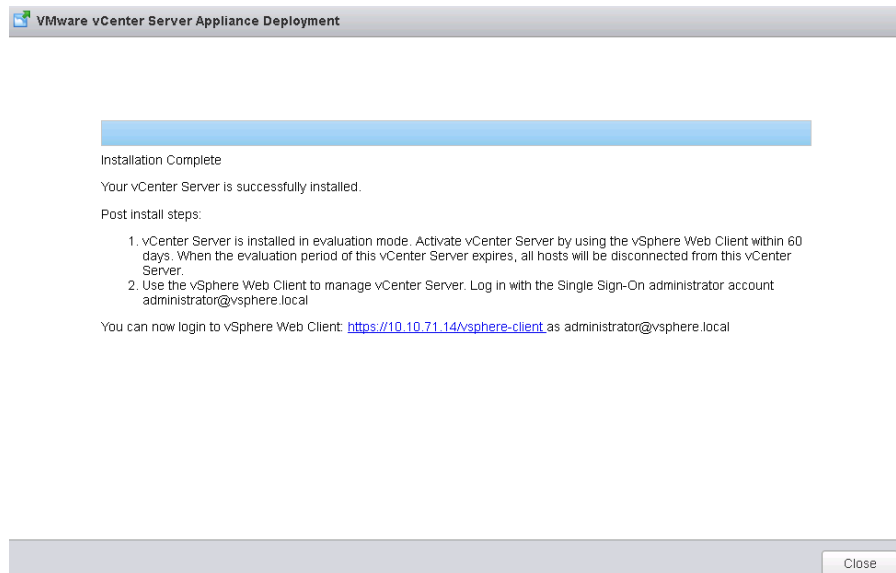 VMware vCenter Server Appliance Deployment
Installation Complete
Your vCenter Server is successfully installed.
Post install steps:
1. vCenter Server is installed in evaluation mode. Activate vCenter Server by using the vSphere Web Client within 60
days. When the evaluation period of this vCenter Server expires, all hosts will be disconnected from this vCenter
Server.
2. Use the vSphere Web Client to manage vCenter Server. Log in with the Single Sign-On administrator account
administrator@vsphere.local
You can now login to vSphere Web Client: https://10.10.71.14/vsphere-client as administrator@vsphere.local
Close